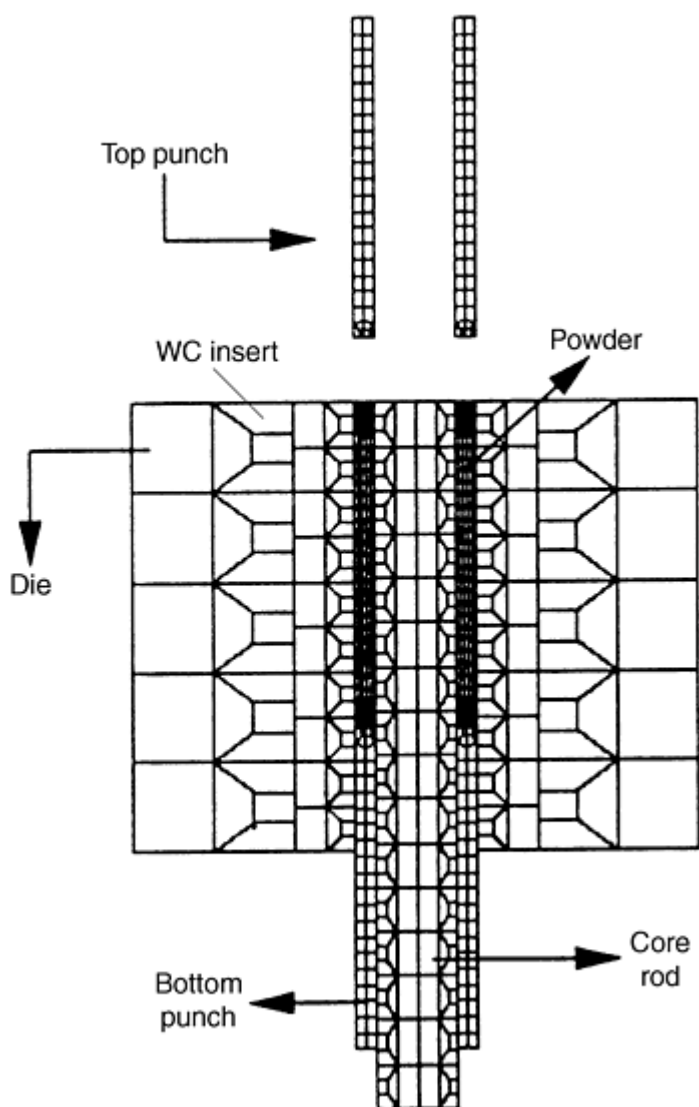 Top punch
Powder
WC insert
Die
Core
rod
Bottom
punch